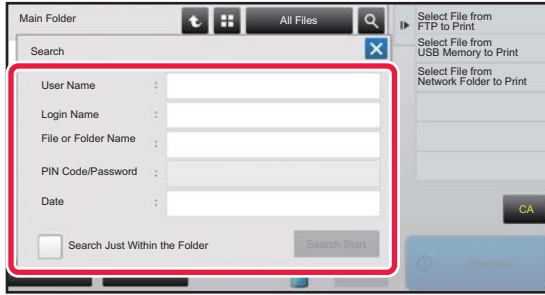 Main Folder
All Files
Search
User Name :
Login Name :
File or Folder Name :
PIN Code/Password :
Date :
Search Just Within the Folder
Search Start
Select File from
FTP to Print
Select File from
USB Memory to Print
Select File from
Network Folder to Print
CA
Print Now